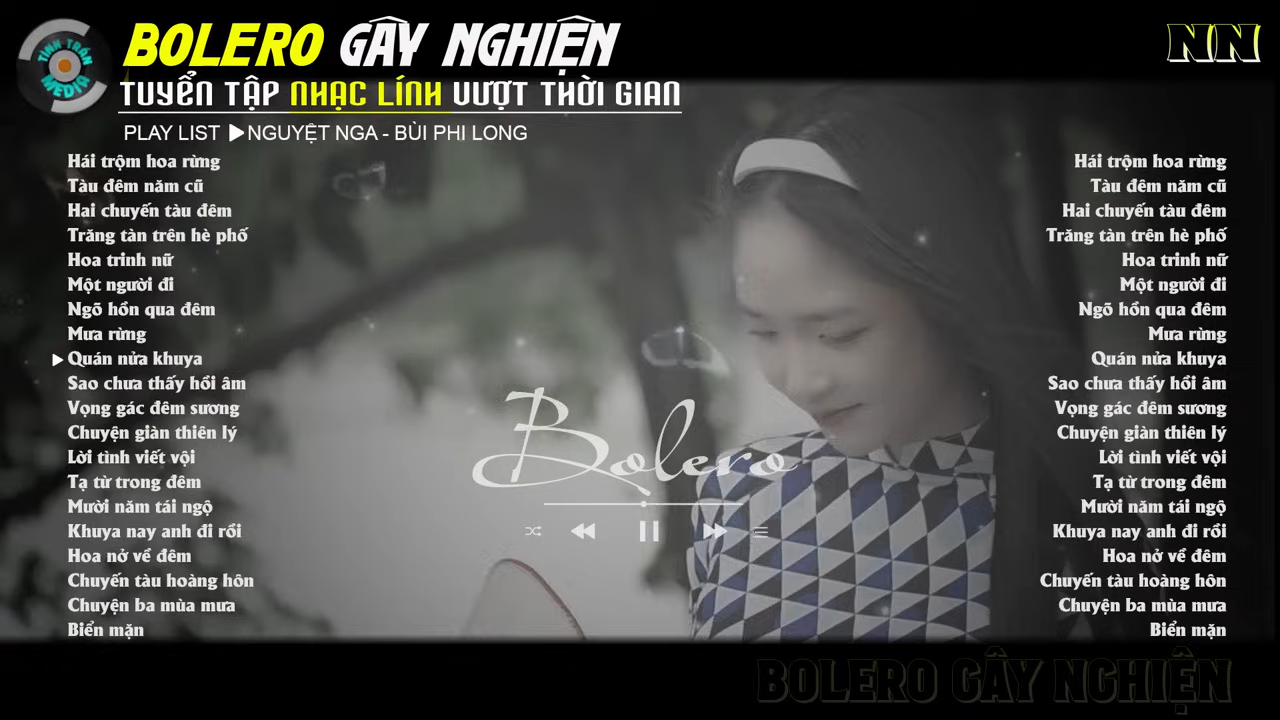 TÌNH TRẦN
MEDIA
BOLERO GÂY NGHIỆN
NN
TUYỂN TẬP NHẠC LÍNH VƯỢT THỜI GIAN
PLAY LIST ▶NGUYỆT NGA - BÙI PHI LONG
Hái trộm hoa rừng
Tàu đêm năm cũ
Hai chuyến tàu đêm
Trăng tàn trên hè phố
Hoa trinh nữ
Một người đi
Ngõ hồn qua đêm
Mưa rừng
Quán nửa khuya
Sao chưa thấy hồi âm
Vọng gác đêm sương
Chuyện giàn thiên lý
Lời tình viết vội
Tạ từ trong đêm
Mười năm tái ngộ
Khuya nay anh đi rồi
Hoa nở về đêm
Chuyến tàu hoàng hôn
Chuyện ba mùa mưa
Biển mặn
Bolero
Hái trộm hoa rừng
Tàu đêm năm cũ
Hai chuyến tàu đêm
Trăng tàn trên hè phố
Hoa trinh nữ
Một người đi
Ngõ hồn qua đêm
Mưa rừng
Quán nửa khuya
Sao chưa thấy hồi âm
Vọng gác đêm sương
Chuyện giàn thiên lý
Lời tình viết vội
Tạ từ trong đêm
Mười năm tái ngộ
Khuya nay anh đi rồi
Hoa nở về đêm
Chuyến tàu hoàng hôn
Chuyện ba mùa mưa
Biển mặn
BOLERO GÂY NGHIỆN